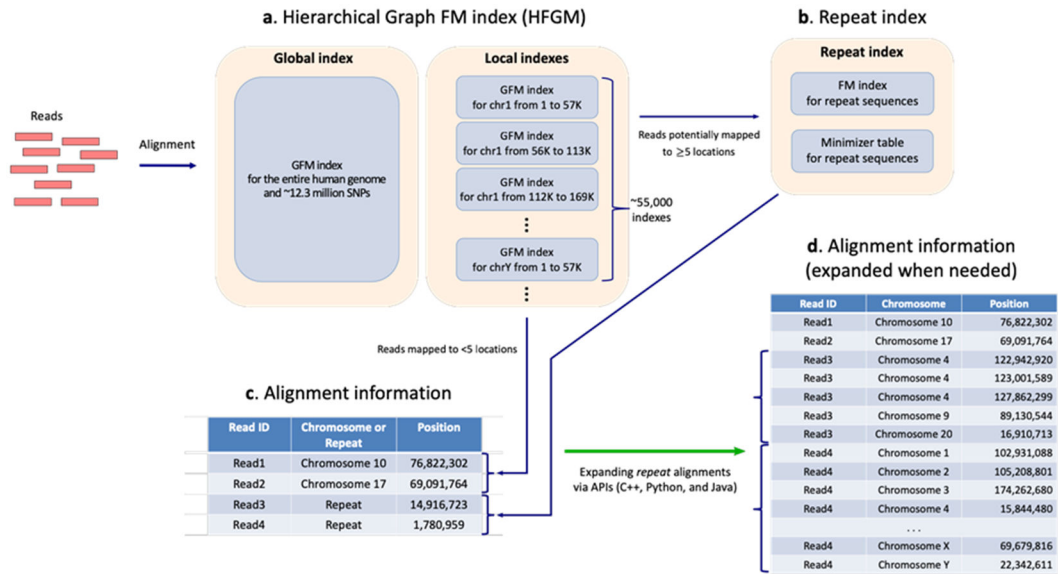 a. Hierarchical Graph FM index (HFGM)
Global index
GFM index
for the entire human genome
and ~12.3 million SNPs
Local indexes
GFM index
for chr1 from 1 to 57K
GFM index
for chr1 from 56K to 113K
GFM index
for chr1 from 112K to 169K
⋮
GFM index
for chrY from 1 to 57K
⋮
~55,000
indexes
Reads
Alignment
Reads potentially mapped
to ≥5 locations
b. Repeat index
Repeat index
FM index
for repeat sequences
Minimizer table
for repeat sequences
Reads mapped to <5 locations
c. Alignment information
Read ID Chromosome or Position
Repeat
Read1 Chromosome 10 76,822,302
Read2 Chromosome 17 69,091,764
Read3 Repeat 14,916,723
Read4 Repeat 1,780,959
Expanding repeat alignments
via APIs (C++, Python, and Java)
d. Alignment information
(expanded when needed)
Read ID Chromosome Position
Read1 Chromosome 10 76,822,302
Read2 Chromosome 17 69,091,764
Read3 Chromosome 4 122,942,920
Read3 Chromosome 4 123,001,589
Read3 Chromosome 4 127,862,299
Read3 Chromosome 9 89,130,544
Read3 Chromosome 20 16,910,713
Read4 Chromosome 1 102,931,088
Read4 Chromosome 2 105,208,801
Read4 Chromosome 3 174,262,680
Read4 Chromosome 4 15,844,480
...
Read4 Chromosome X 69,679,816
Read4 Chromosome Y 22,342,611